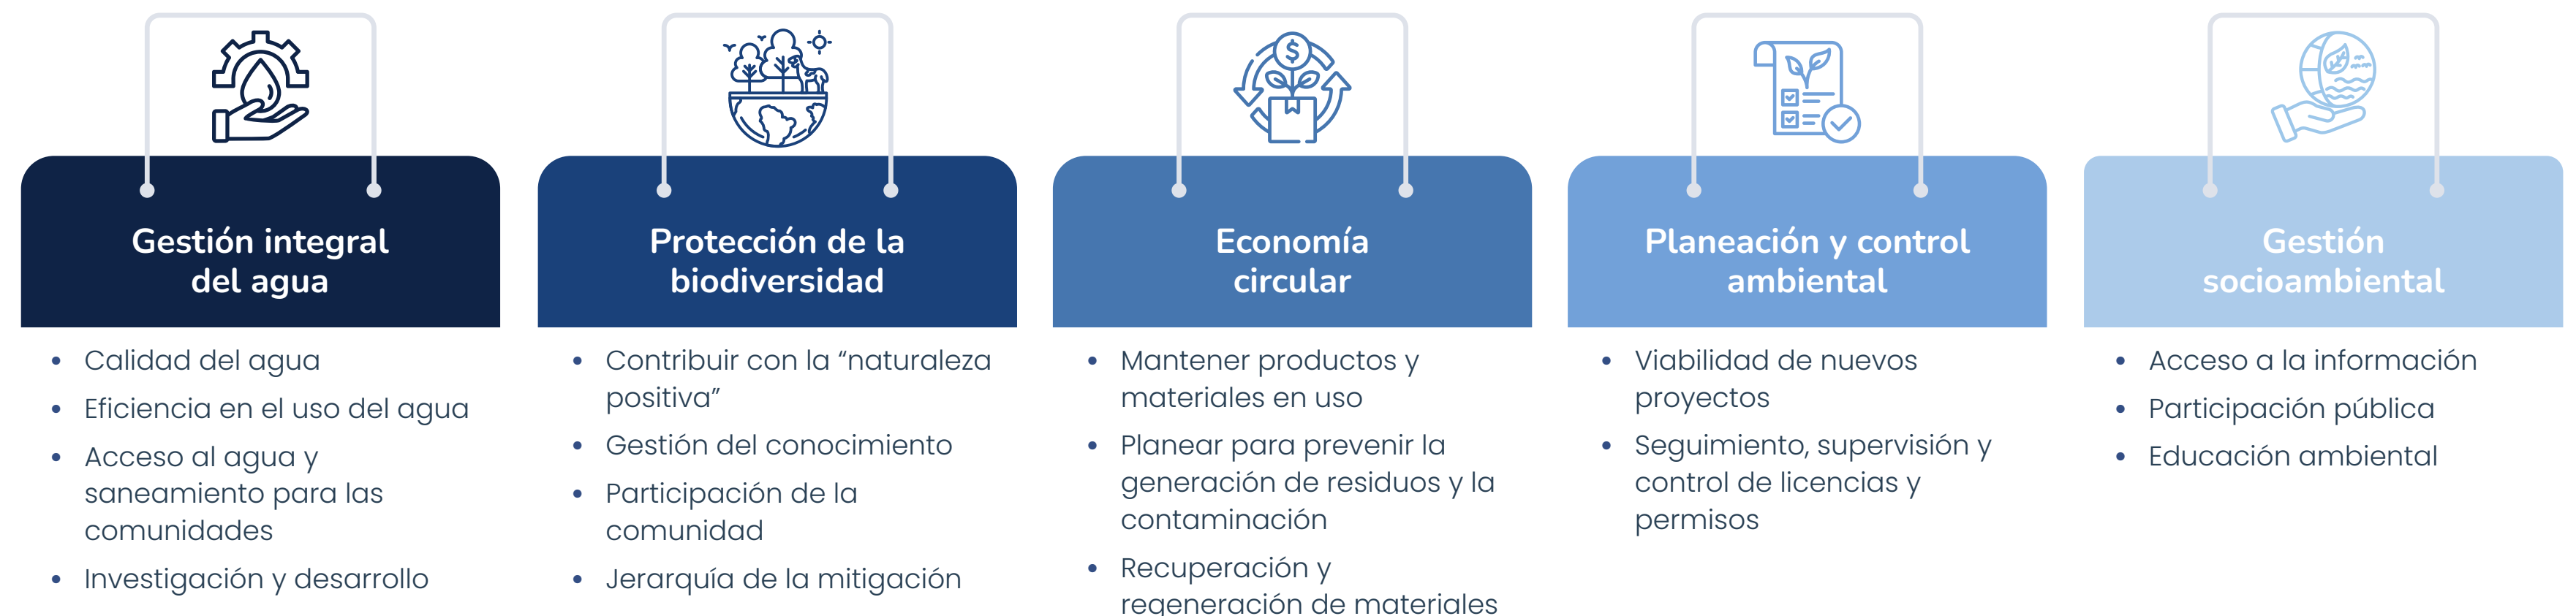 Gestión integral
del agua
• Calidad del agua
• Eficiencia en el uso del agua
• Acceso al agua y
saneamiento para las
comunidades
• Investigación y desarrollo
Protección de la
biodiversidad
• Contribuir con la “naturaleza
positiva”
• Gestión del conocimiento
• Participación de la
comunidad
• Jerarquía de la mitigación
$
Economía
circular
• Mantener productos y
materiales en uso
• Planear para prevenir la
generación de residuos y la
contaminación
• Recuperación y
regeneración de materiales
Planeación y control
ambiental
• Viabilidad de nuevos
proyectos
• Seguimiento, supervisión y
control de licencias y
permisos
Gestión
socioambiental
• Acceso a la información
• Participación pública
• Educación ambiental